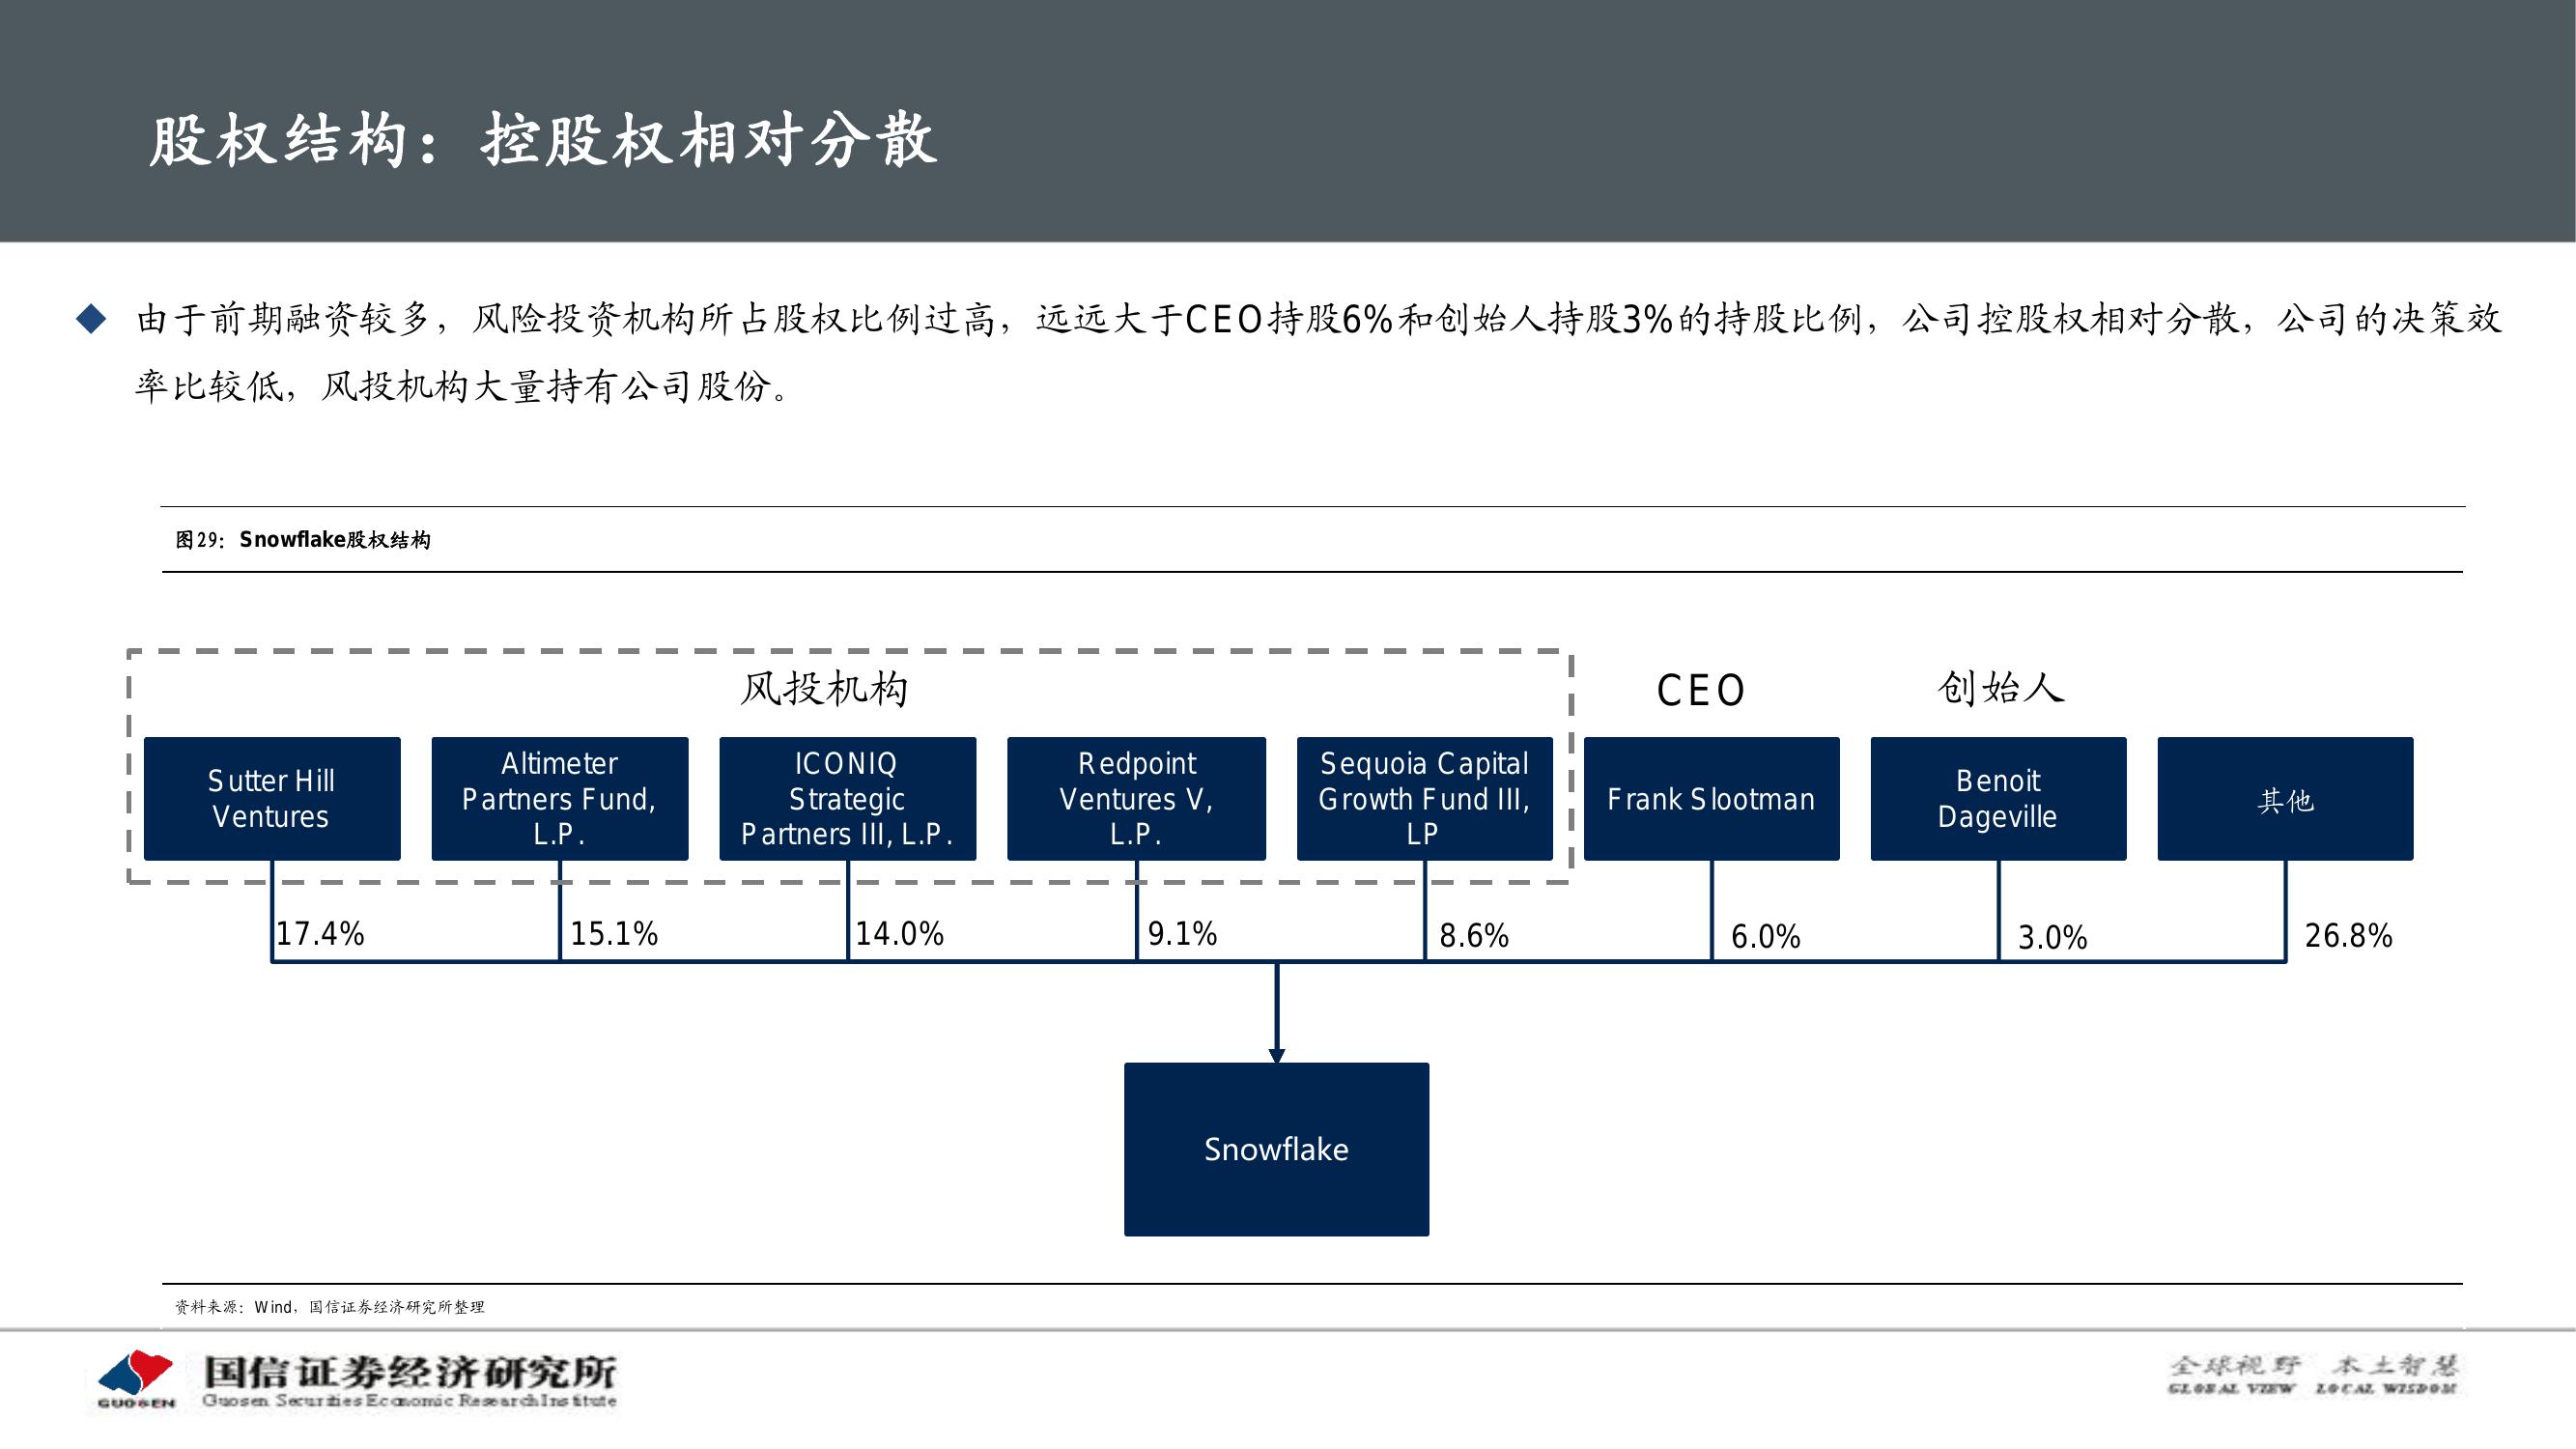 股权结构：控股权相对分散
由于前期融资较多，风险投资机构所占股权比例过高，远远大于CEO持股6%和创始人持股3%的持股比例，公司控股权相对分散，公司的决策效
率比较低，风投机构大量持有公司股份。
图29：Snowflake股权结构
风投机构
CEO
创始人
Sutter Hill
Ventures
Altimeter
Partners Fund,
L.P.
ICONIQ
Strategic
Partners III, L.P.
Redpoint
Ventures V,
L.P.
Sequoia Capital
Growth Fund III,
LP
Frank Slootman
Benoit
Dageville
其他
17.4%
15.1%
14.0%
9.1%
8.6%
6.0%
3.0%
26.8%
Snowflake
资料来源：Wind，国信证券经济研究所整理
GUOSEN
国信证券经济研究所
Guosen Securities Economic Research Institute
全球视野 本土智慧
GLOBAL VIEW LOCAL WISDOM